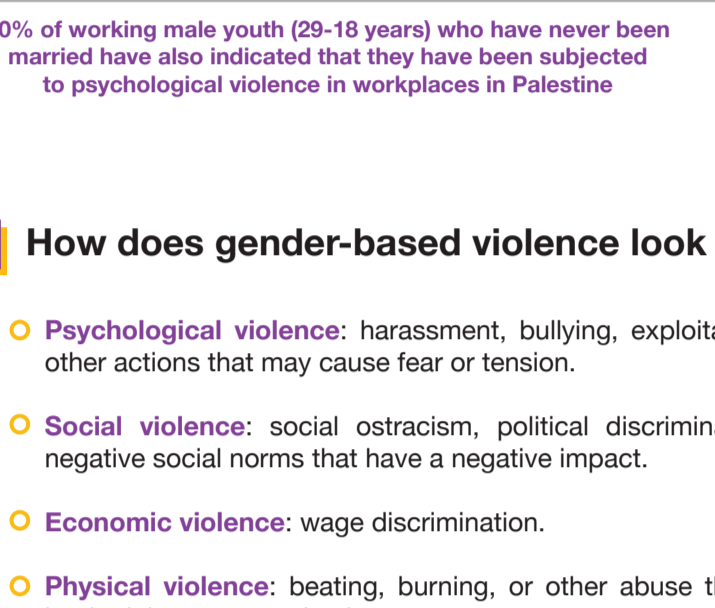 0% of working male youth (29-18 years) who have never been
married have also indicated that they have been subjected
to psychological violence in workplaces in Palestine
How does gender-based violence look
Psychological violence: harassment, bullying,
other actions that may cause fear or tension.
Social violence: social ostracism, political
negative social norms that have a negative impact.
Economic violence: wage discrimination.
Physical violence: beating, burning, or other abuse